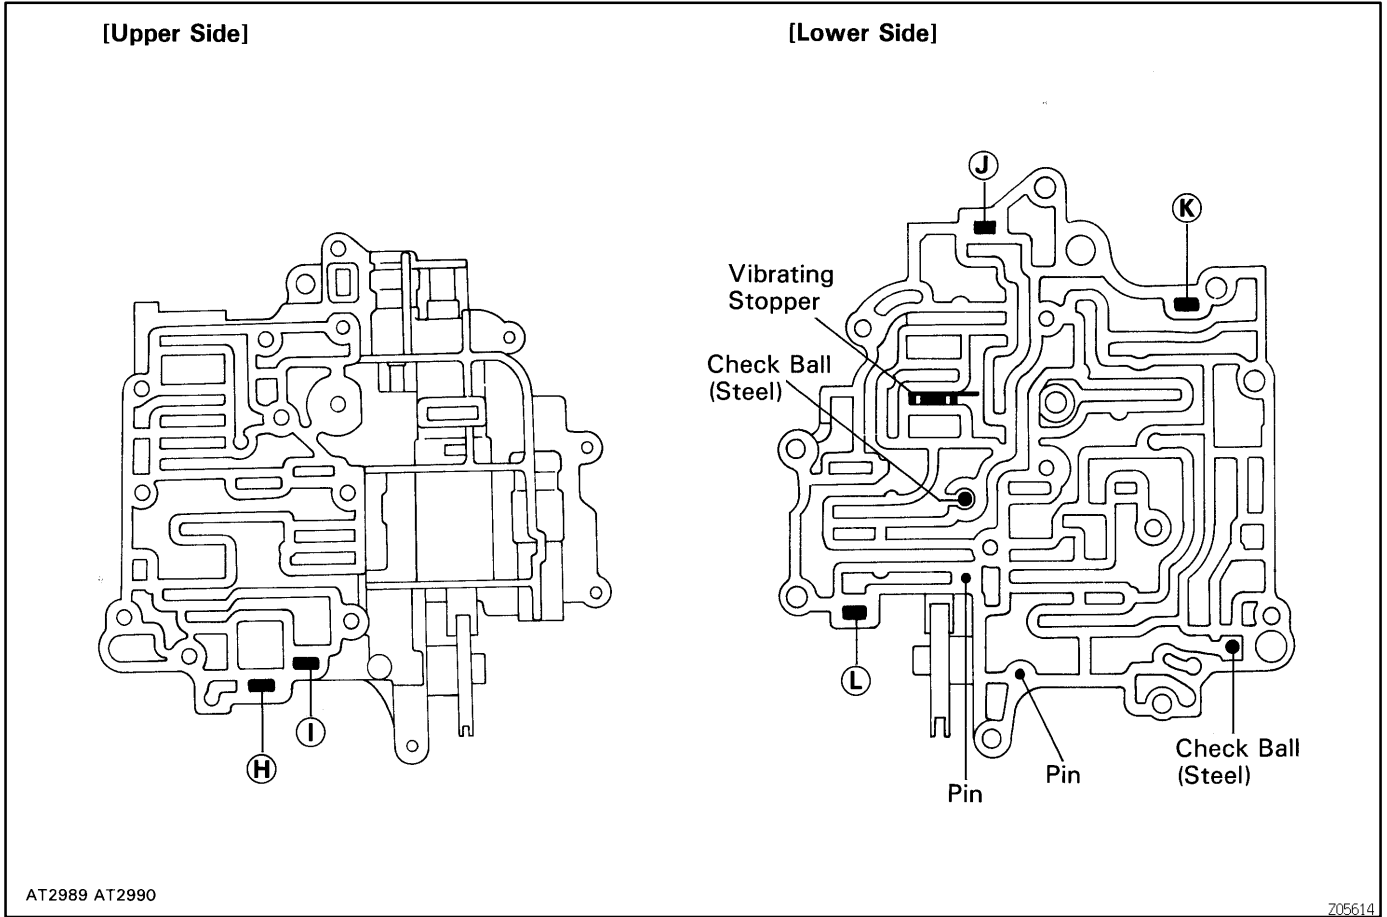 [Upper Side]
[Lower Side]
J
K
Vibrating
Stopper
Check Ball
(Steel)
L
I
H
Pin
Pin
Check Ball
(Steel)
AT2989 AT2990
Z05614